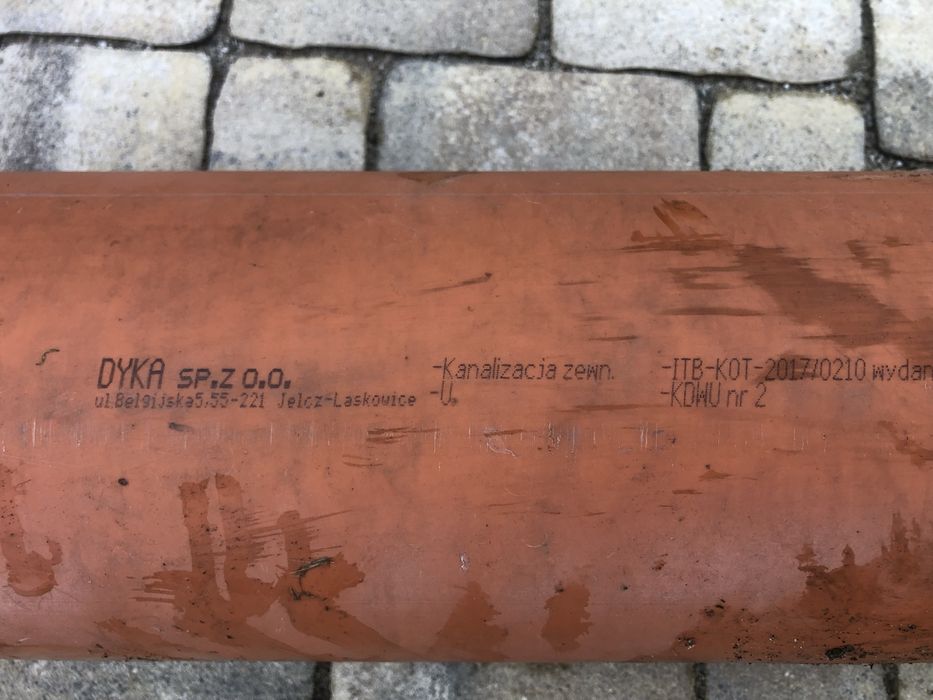 DYKA SP.Z O.O.
ul.Belgijska5,55-221 Jelcz-Laskowice
-Kanalizacja zewn.
-U.
-ITB-KOT-2017/0210 wydan
-KDWU nr 2